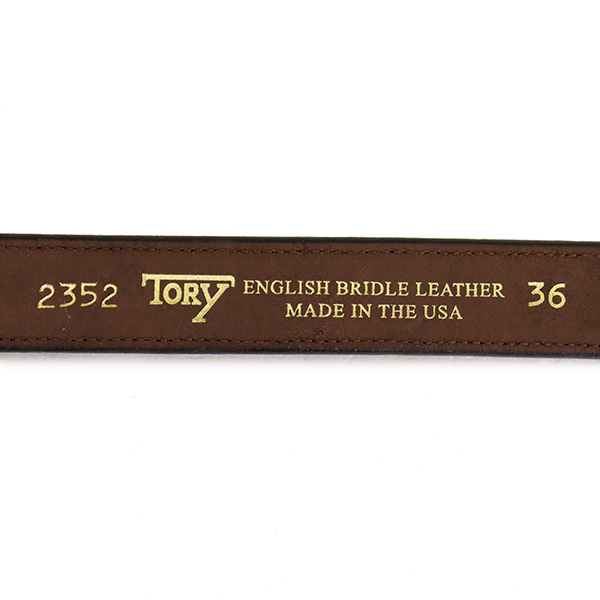 2352 TORY ENGLISH BRIDLE LEATHER 36
MADE IN THE USA